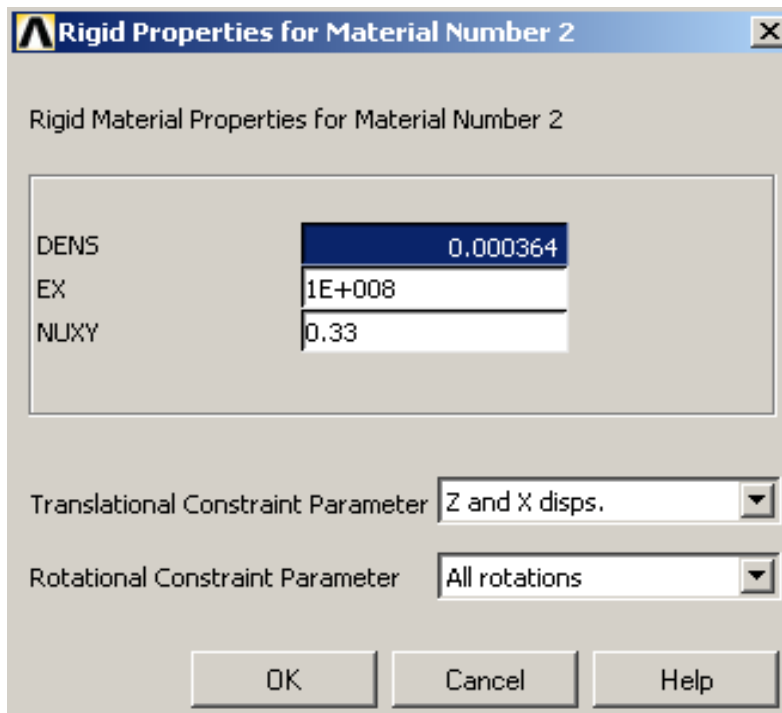 Rigid Properties for Material Number 2
Rigid Material Properties for Material Number 2
DENS 0.000364
EX 1E+008
NUXY 0.33
Translational Constraint Parameter Z and X disps.
Rotational Constraint Parameter All rotations
OK Cancel Help